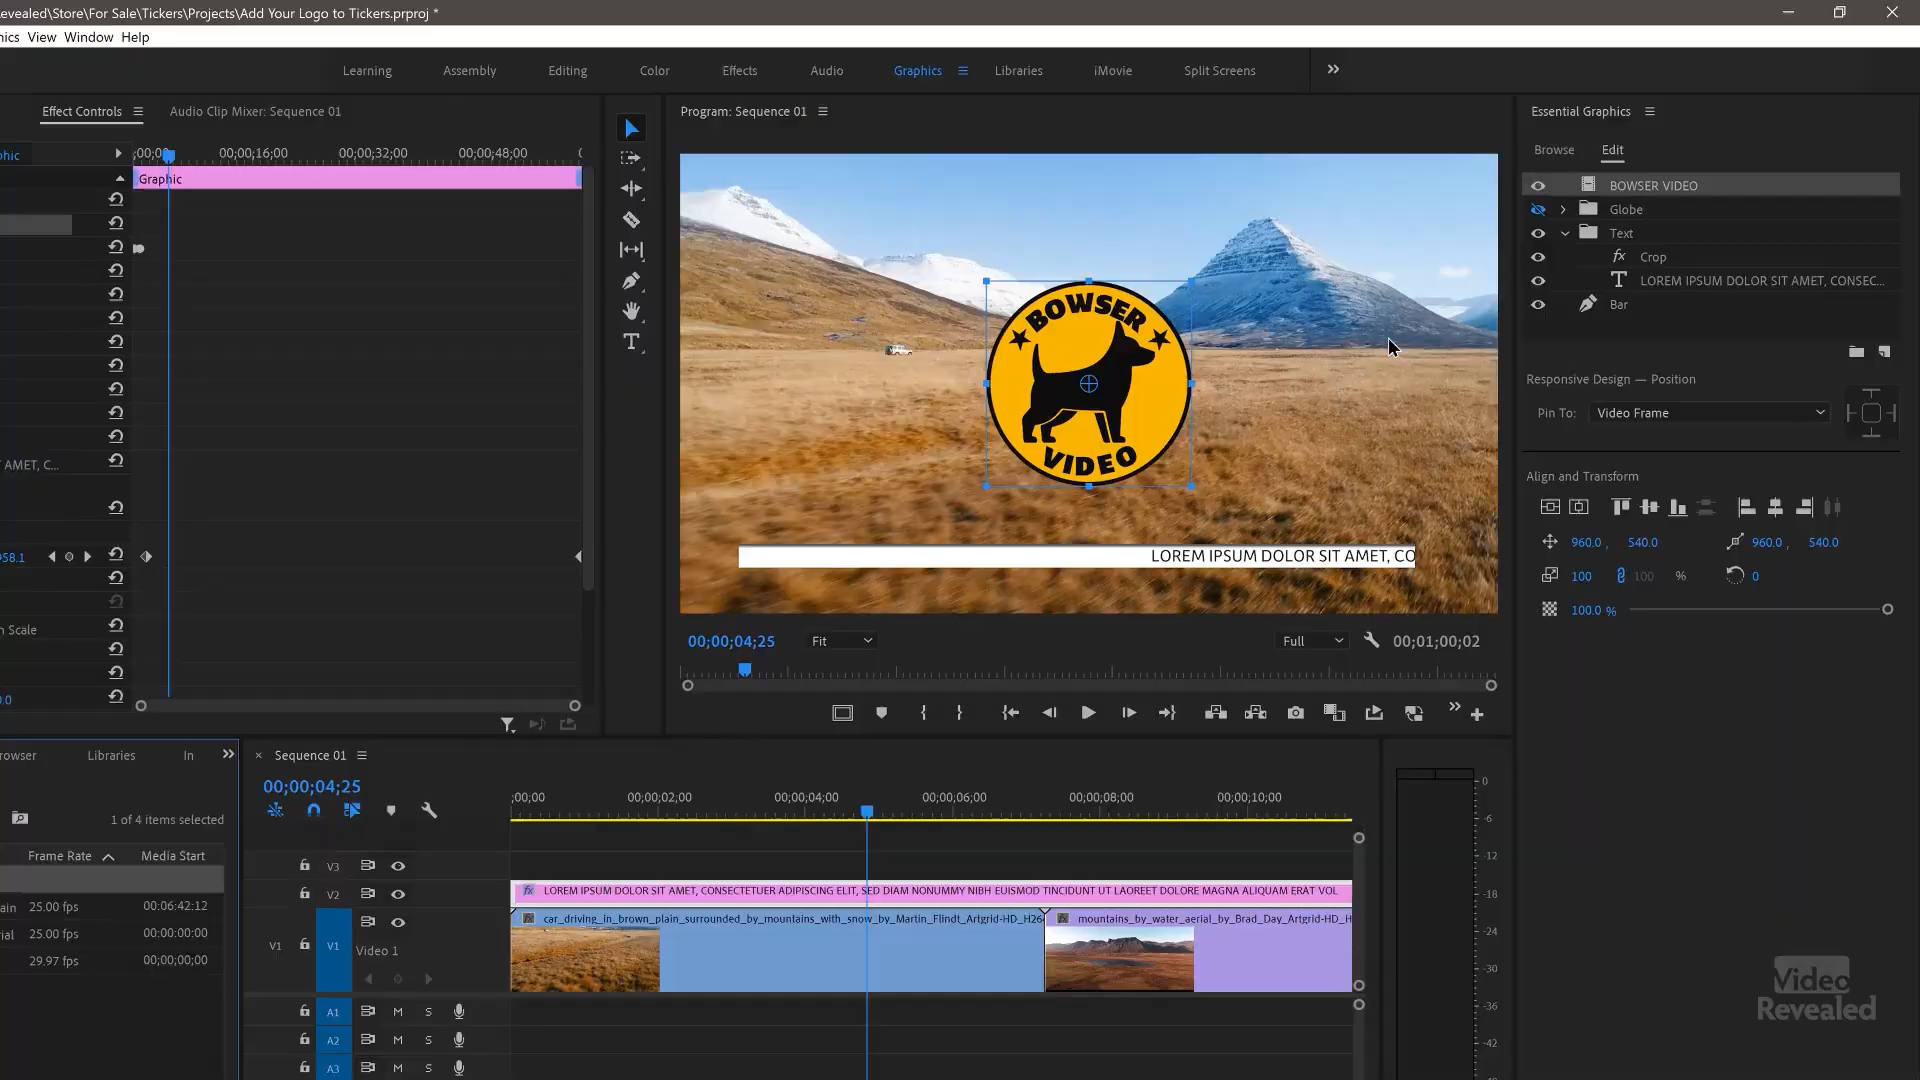 Revealed\Store\For Sale\Tickers\Projects\Add Your Logo to Tickers.prproj *
View Window Help
Learning Assembly Editing Color Effects Audio Graphics Libraries iMovie Split Screens
Effect Controls Audio Clip Mixer: Sequence 01
00;00;16;00 00;00;32;00 00;00;48;00
Graphic
AMET, C...
958.1
n Scale
0.0
Program: Sequence 01
BOWSER
VIDEO
LOREM IPSUM DOLOR SIT AMET, CO
00;00;04;25 Fit Full 00;01;00;02
Essential Graphics
Browse Edit
BOWSER VIDEO
Globe
Text
fx Crop
T LOREM IPSUM DOLOR SIT AMET, CONSEC...
Bar
Responsive Design — Position
Pin To: Video Frame
Align and Transform
960.0 , 540.0 960.0 , 540.0
100 100 % 0
100.0 %
rowser Libraries In
1 of 4 items selected
Frame Rate Media Start
ain 25.00 fps 00:06:42:12
rial 25.00 fps 00:00:00:00
29.97 fps 00;00;00;00
Sequence 01
00;00;04;25
;00;00 00;00;02;00 00;00;04;00 00;00;06;00 00;00;08;00 00;00;10;00
V3
V2
fx LOREM IPSUM DOLOR SIT AMET, CONSECTETUER ADIPISCING ELIT, SED DIAM NONUMMY NIBH EUISMOD TINCIDUNT UT LAOREET DOLORE MAGNA ALIQUAM ERAT VOL
fx car_driving_in_brown_plain_surrounded_by_mountains_with_snow_by_Martin_Flindt_Artgrid-HD_H26
fx mountains_by_water_aerial_by_Brad_Day_Artgrid-HD_H
V1 V1 Video 1
A1 M S
A2 M S
A3 M S
0
-6
-12
-18
-24
-30
-36
-42
Video
Revealed